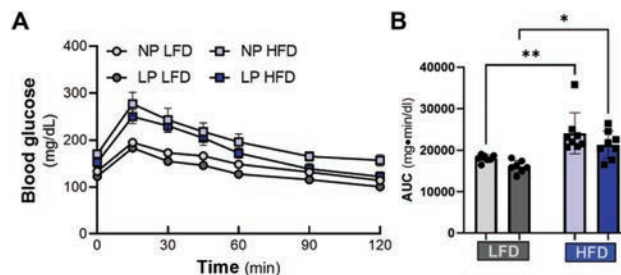 A
NP LFD
NP HFD
LP LFD
LP HFD
Blood glucose
(mg/dL)
400
300
200
100
0
0
30
60
90
120
Time (min)
B
*
**
AUC (mg•min/dl)
40000
30000
20000
10000
0
LFD
HFD